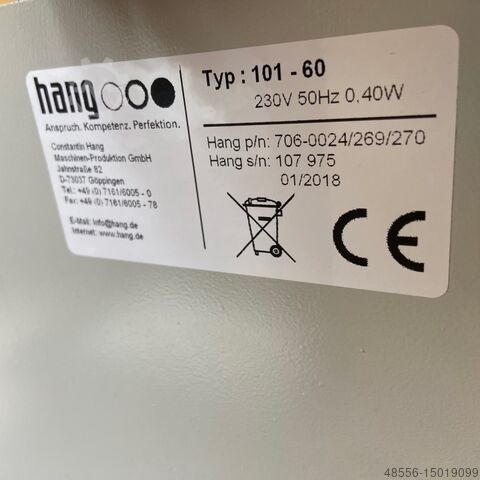 hang
Anspruch. Kompetenz. Perfektion.
Constantin Hang
Maschinen-Produktion GmbH
Jahnstraße 82
D-73037 Göppingen
Tel.: +49 (0) 7161/6005 - 0
Fax: +49 (0) 7161/6005 - 78
E-Mail: info@hang.de
Internet: www.hang.de
Typ : 101 - 60
230V 50Hz 0,40W
Hang p/n: 706-0024/269/270
Hang s/n: 107 975
01/2018
CE
48556-15019099